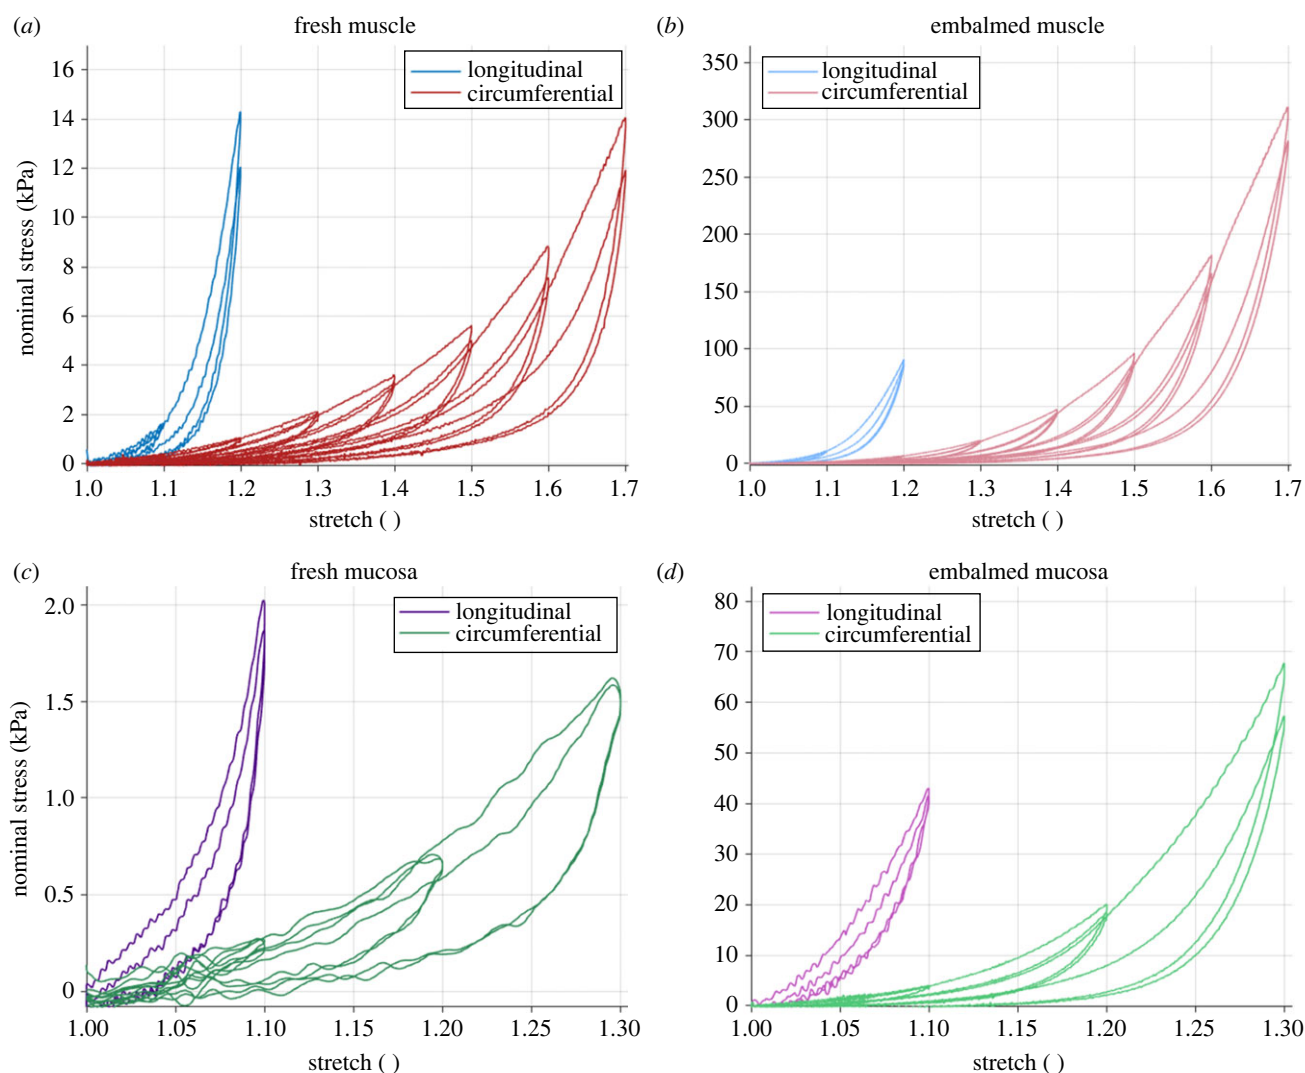 (a) fresh muscle
longitudinal
circumferential
nominal stress (kPa)
16
14
12
10
8
6
4
2
0
1.0 1.1 1.2 1.3 1.4 1.5 1.6 1.7
stretch ( )
(b) embalmed muscle
longitudinal
circumferential
350
300
250
200
150
100
50
0
1.0 1.1 1.2 1.3 1.4 1.5 1.6 1.7
stretch ( )
(c) fresh mucosa
longitudinal
circumferential
nominal stress (kPa)
2.0
1.5
1.0
0.5
0
1.00 1.05 1.10 1.15 1.20 1.25 1.30
stretch ( )
(d) embalmed mucosa
longitudinal
circumferential
80
70
60
50
40
30
20
10
0
1.00 1.05 1.10 1.15 1.20 1.25 1.30
stretch ( )